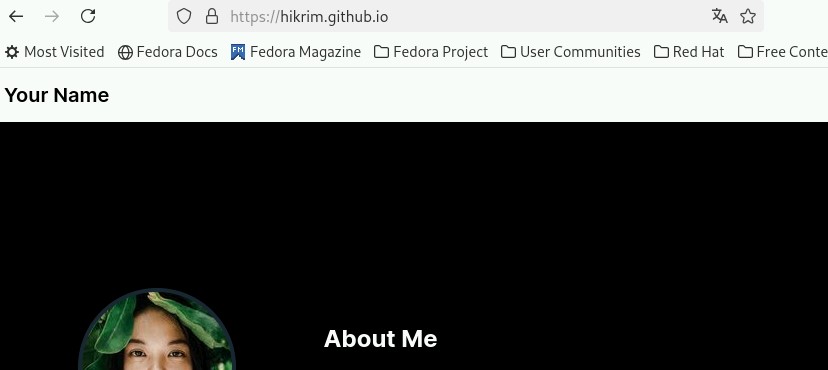 https://hikrim.github.io
Most Visited Fedora Docs FM Fedora Magazine Fedora Project User Communities Red Hat Free Conte
Your Name
About Me